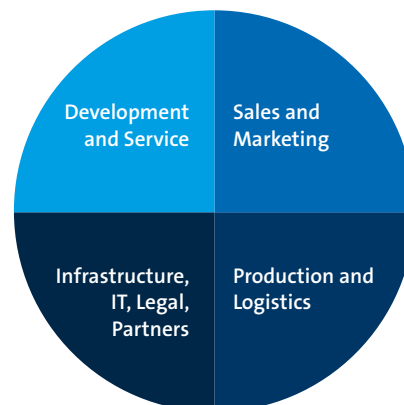 Development
and Service
Sales and
Marketing
Infrastructure,
IT, Legal,
Partners
Production and
Logistics